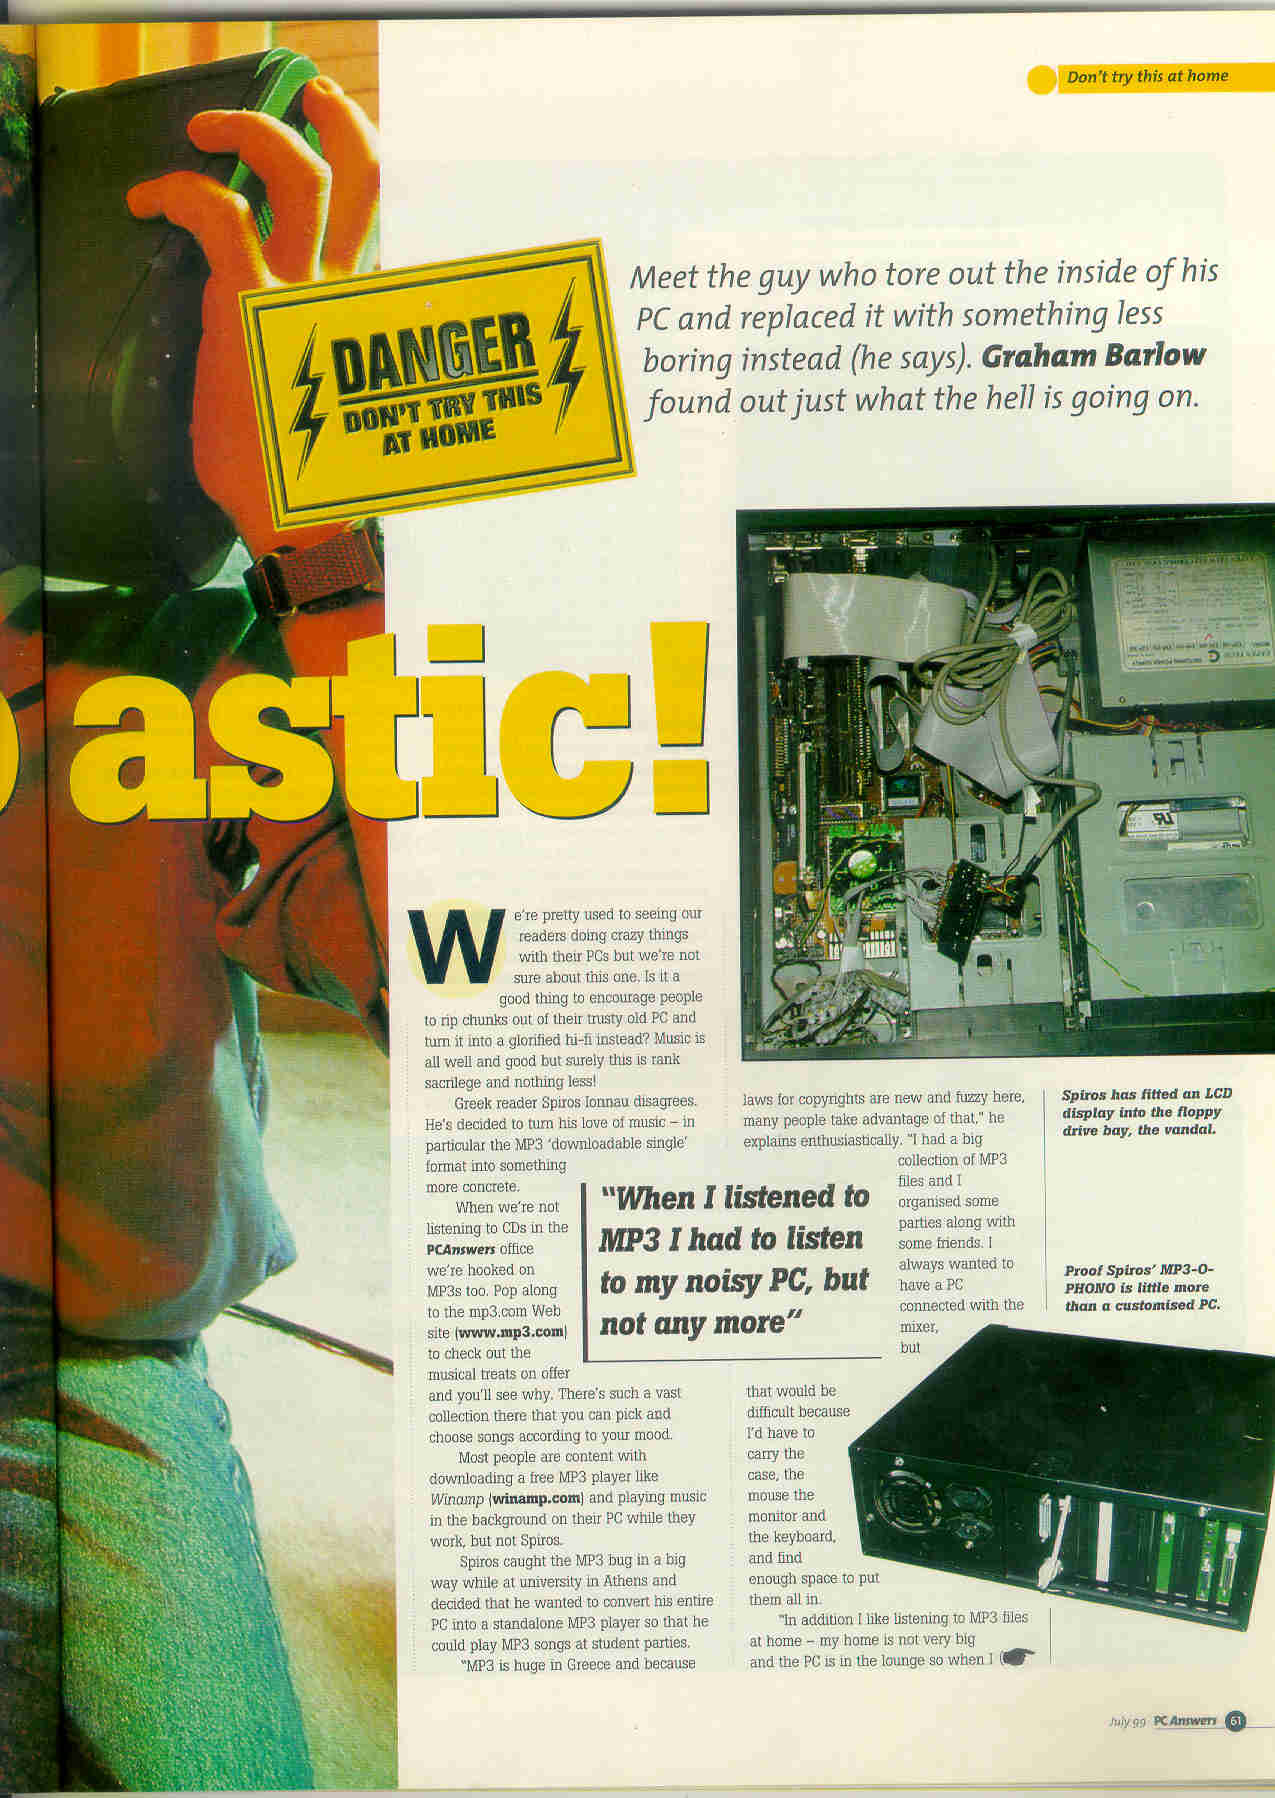 Don't try this at home
Meet the guy who tore out the inside of his
PC and replaced it with something less
boring instead (he says). Graham Barlow
found out just what the hell is going on.
DANGER
DON'T TRY THIS
AT HOME
astic!
We're pretty used to seeing our
readers doing crazy things
with their PCs but we're not
sure about this one. Is it a
good thing to encourage people
to rip chunks out of their trusty old PC and
turn it into a glorified hi-fi instead? Music is
all well and good but surely this is rank
sacrilege and nothing less!
Greek reader Spiros Ionnau disagrees.
He's decided to turn his love of music – in
particular the MP3 'downloadable single'
format into something
more concrete.
When we're not
listening to CDs in the
PCAnswers office
we're hooked on
MP3s too. Pop along
to the mp3.com Web
site (www.mp3.com)
to check out the
musical treats on offer
and you'll see why. There's such a vast
collection there that you can pick and
choose songs according to your mood.
Most people are content with
downloading a free MP3 player like
Winamp (winamp.com) and playing music
in the background on their PC while they
work, but not Spiros.
Spiros caught the MP3 bug in a big
way while at university in Athens and
decided that he wanted to convert his entire
PC into a standalone MP3 player so that he
could play MP3 songs at student parties.
"MP3 is huge in Greece and because
"When I listened to
MP3 I had to listen
to my noisy PC, but
not any more"
laws for copyrights are new and fuzzy here,
many people take advantage of that," he
explains enthusiastically. "I had a big
collection of MP3
files and I
organised some
parties along with
some friends. I
always wanted to
have a PC
connected with the
mixer,
but
that would be
difficult because
I'd have to
carry the
case, the
mouse the
monitor and
the keyboard,
and find
enough space to put
them all in.
"In addition I like listening to MP3 files
at home – my home is not very big
and the PC is in the lounge so when I
Spiros has fitted an LCD
display into the floppy
drive bay, the vandal.
Proof Spiros' MP3-O-
PHONO is little more
than a customised PC.
July 99 PC Answers 61